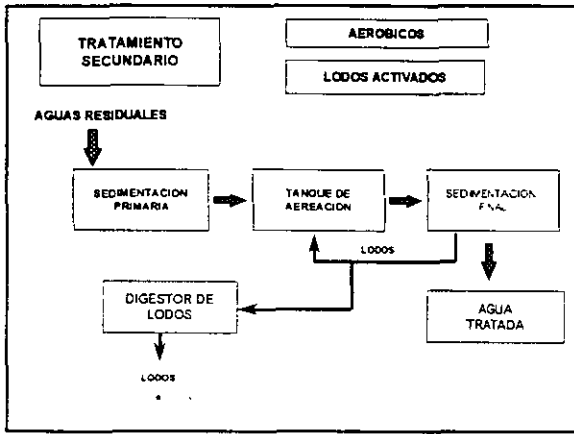 TRATAMIENTO
SECUNDARIO
AEROBICOS
LODOS ACTIVADOS
AGUAS RESIDUALES
SEDIMENTACION
PRIMARIA
TANQUE DE
AEREACIÓN
SEDIMENTACION
FINAL
LODOS
DIGESTOR DE
LODOS
AGUA
TRATADA
LODOS